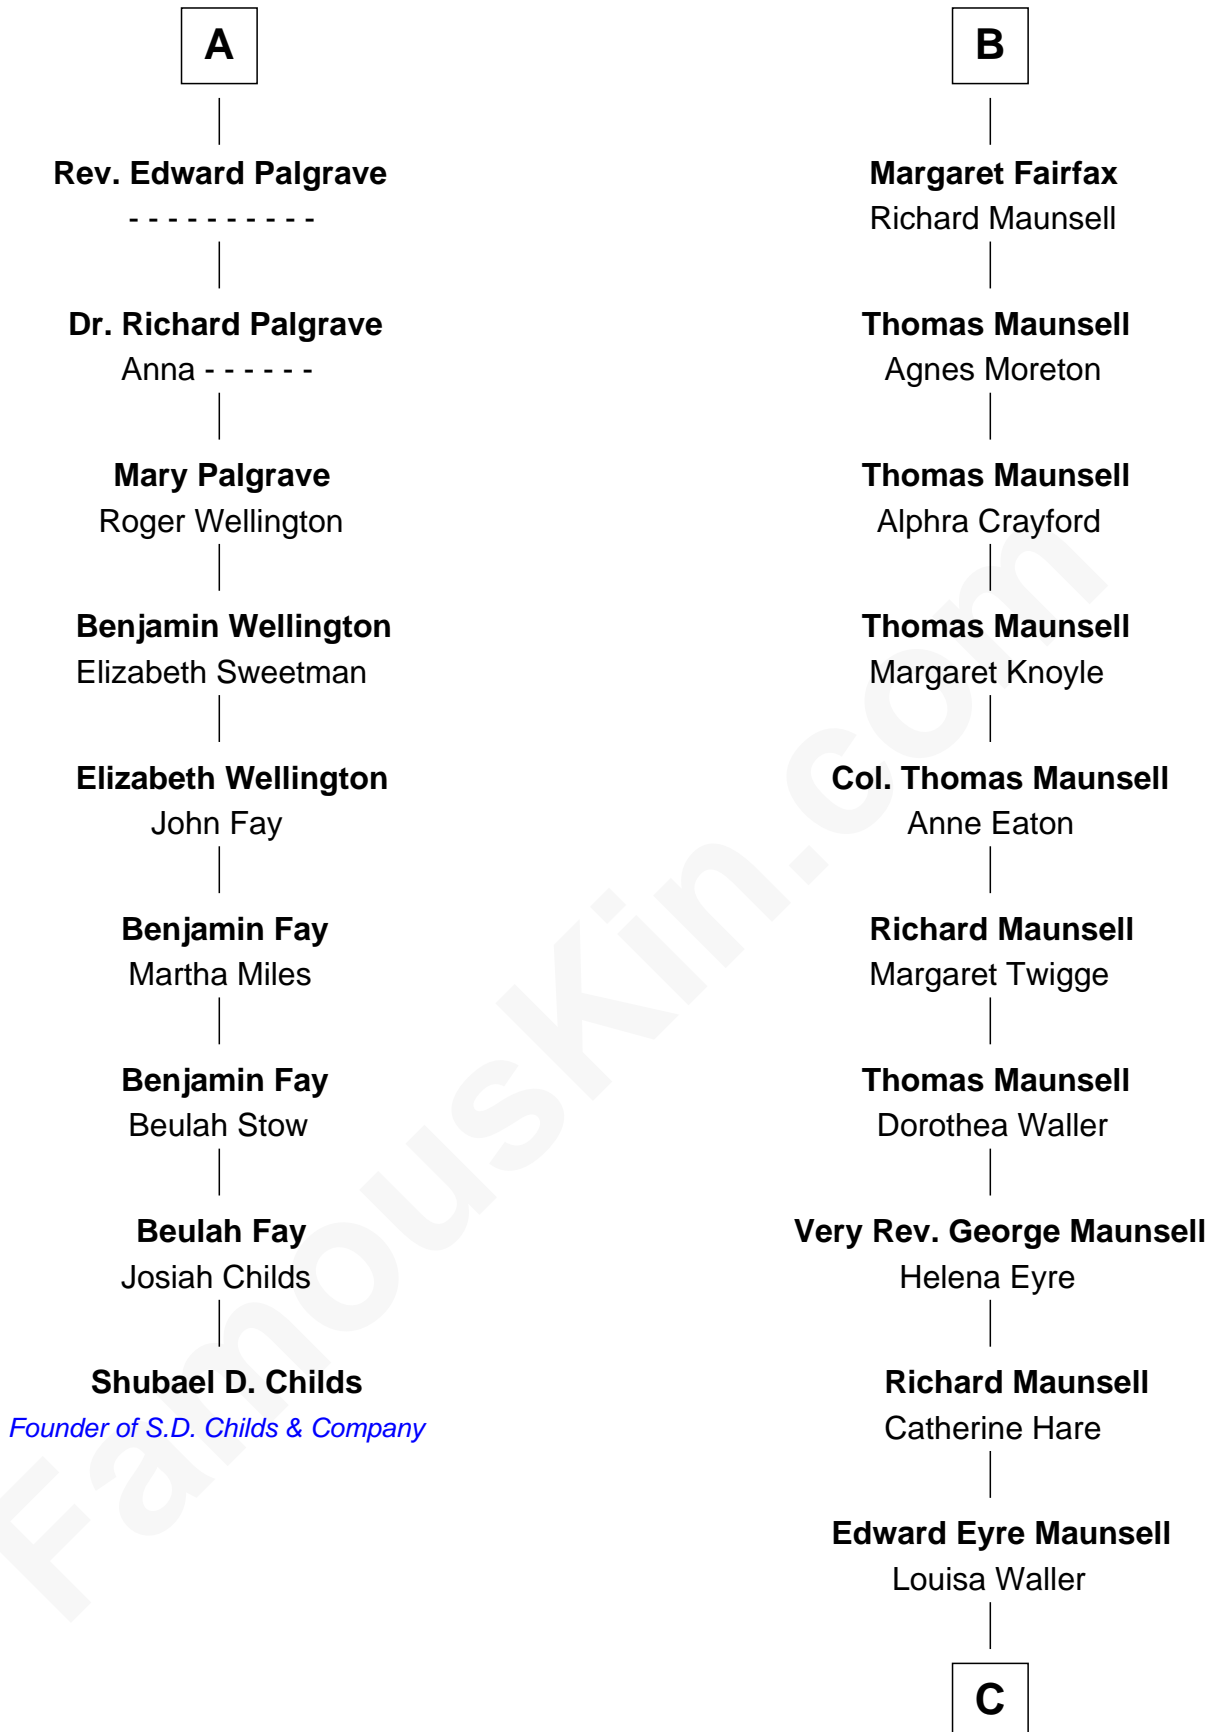 A
Rev. Edward Palgrave
- - - - - - - - - -
Dr. Richard Palgrave
Anna - - - - - -
Mary Palgrave
Roger Wellington
Benjamin Wellington
Elizabeth Sweetman
Elizabeth Wellington
John Fay
Benjamin Fay
Martha Miles
Benjamin Fay
Beulah Stow
Beulah Fay
Josiah Childs
Shubael D. Childs
Founder of S.D. Childs & Company
B
Margaret Fairfax
Richard Maunsell
Thomas Maunsell
Agnes Moreton
Thomas Maunsell
Alphra Crayford
Thomas Maunsell
Margaret Knoyle
Col. Thomas Maunsell
Anne Eaton
Richard Maunsell
Margaret Twigge
Thomas Maunsell
Dorothea Waller
Very Rev. George Maunsell
Helena Eyre
Richard Maunsell
Catherine Hare
Edward Eyre Maunsell
Louisa Waller
C
FamousKin.com